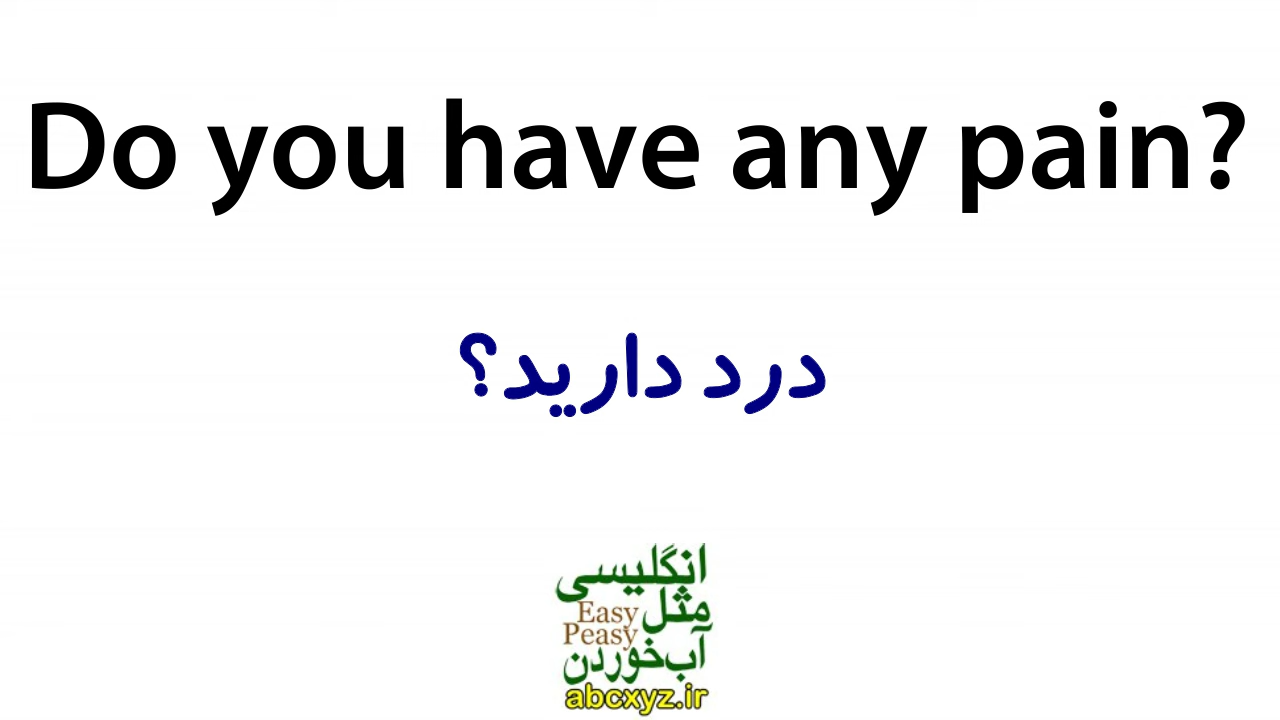 Do you have any pain?
درد دارید؟
انگلیسی
مثل Easy
Peasy
آب‌خوردن
abcxyz.ir